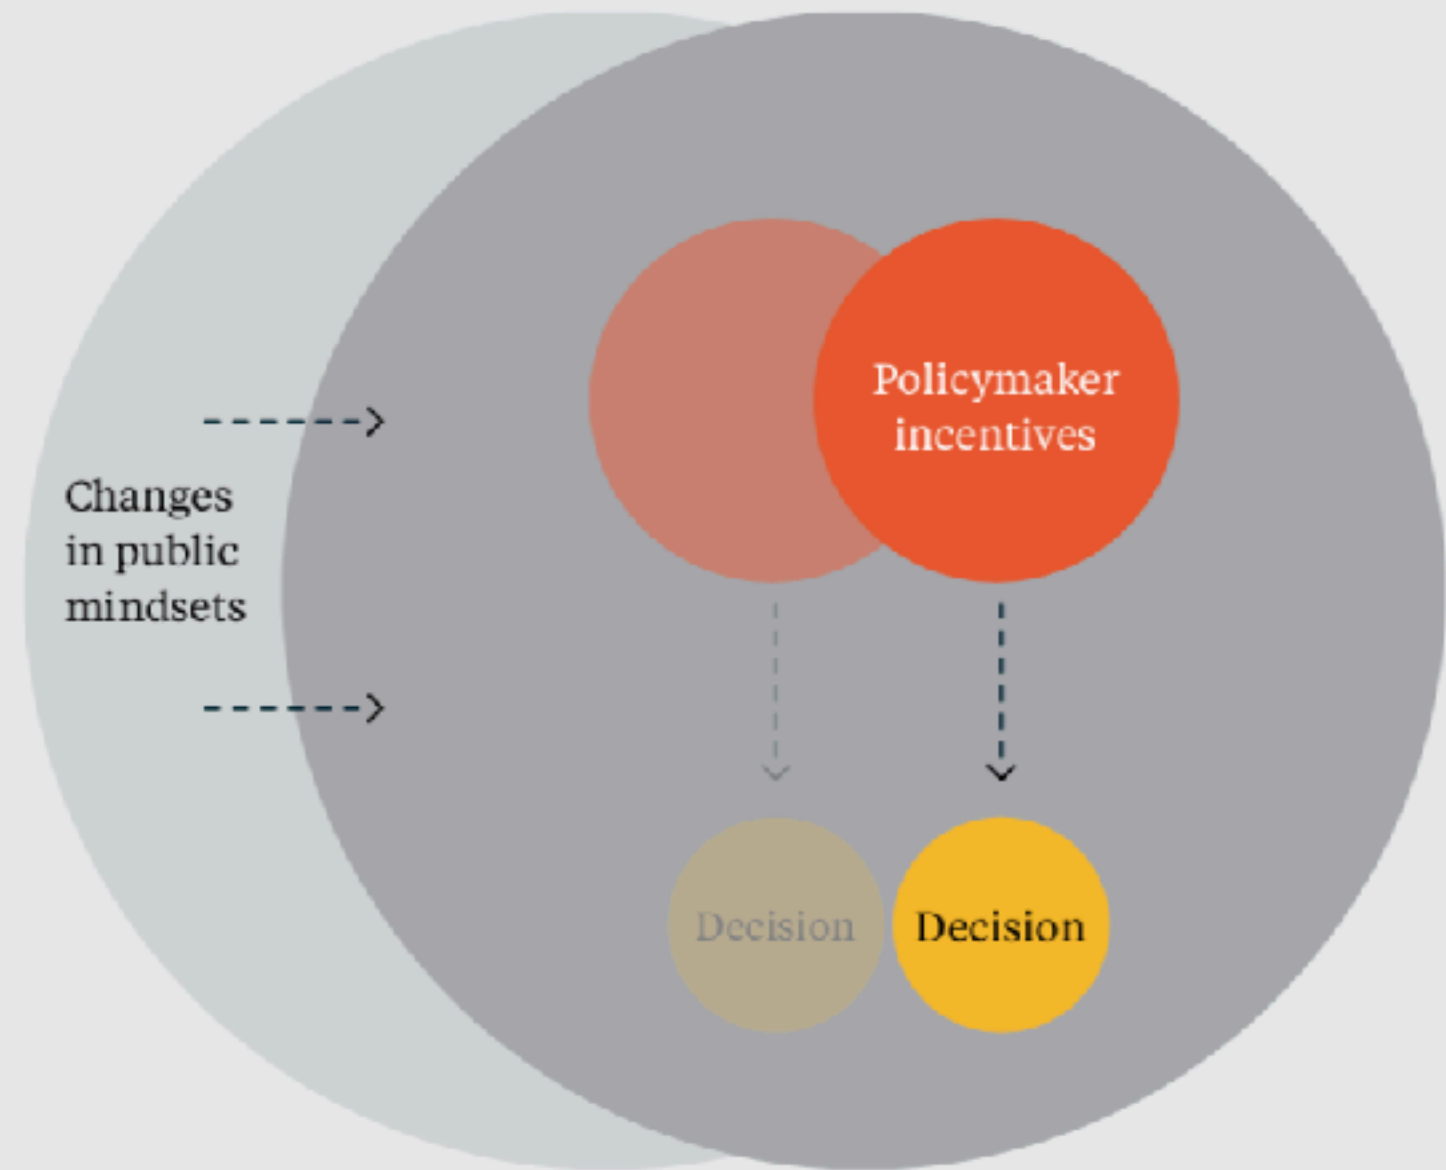 Policymaker
incentives
Changes
in public
mindsets
Decision
Decision